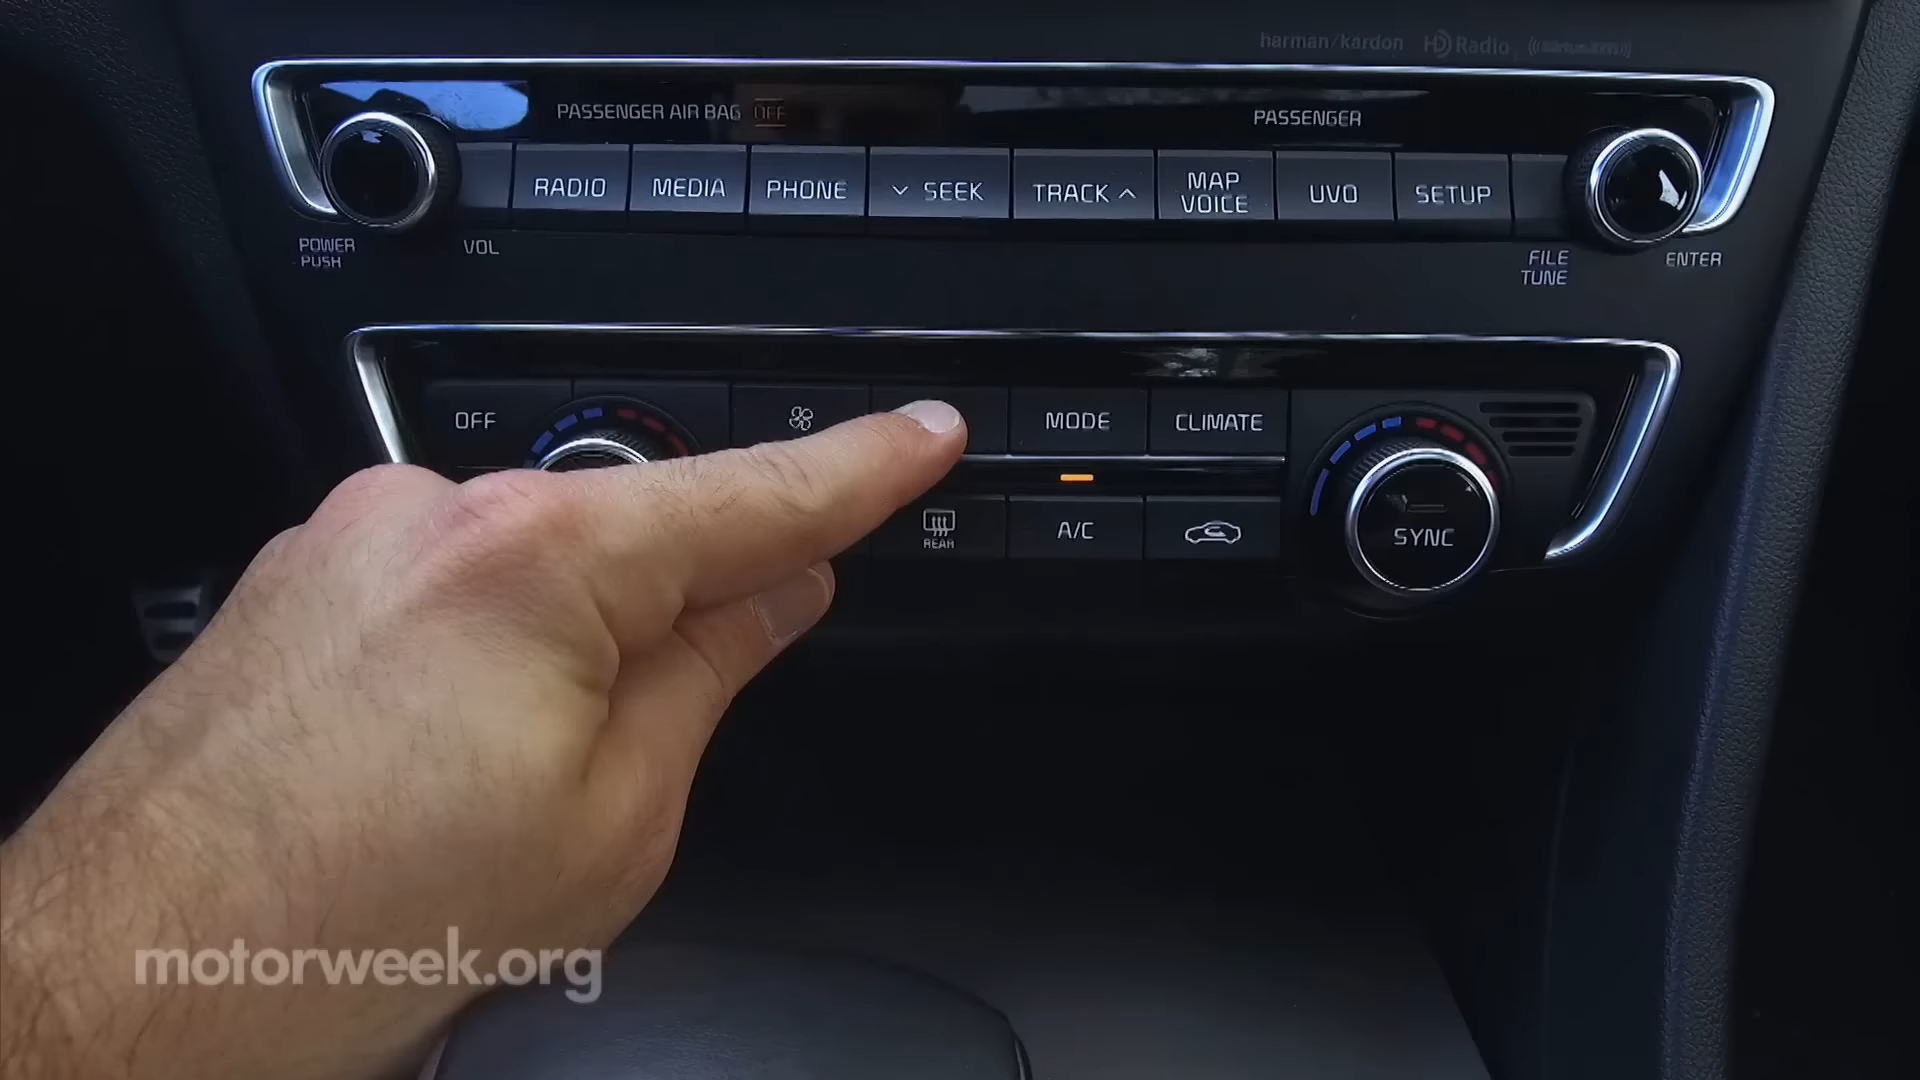 harman/kardon HD Radio ((SiriusXM))
PASSENGER AIR BAG OFF
PASSENGER
RADIO
MEDIA
PHONE
SEEK
TRACK
MAP
VOICE
UVO
SETUP
POWER
PUSH
VOL
FILE
TUNE
ENTER
OFF
MODE
CLIMATE
REAR
A/C
SYNC
motorweek.org